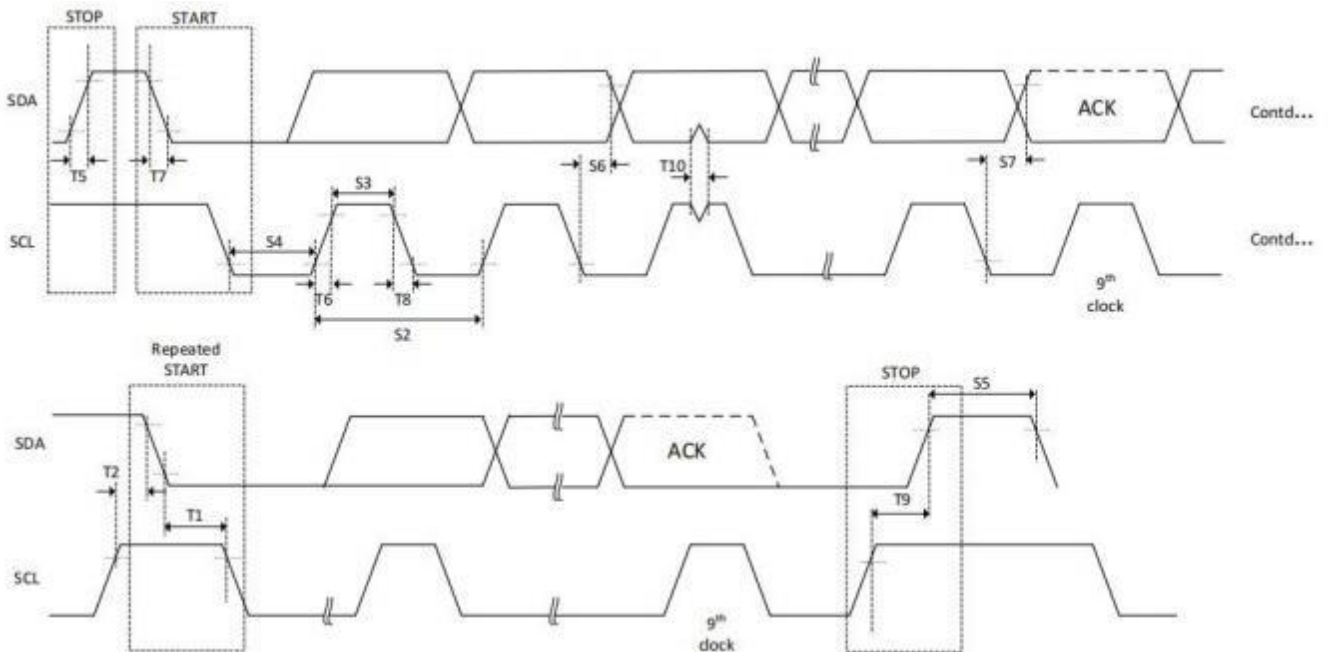 STOP START
SDA ACK Contd...
T5 T7 S6 T10 S7
S3
SCL S4 Contd...
T6 T8 9th
clock
S2
Repeated
START STOP S5
SDA ACK
T2 T9
T1
SCL
9th
clock